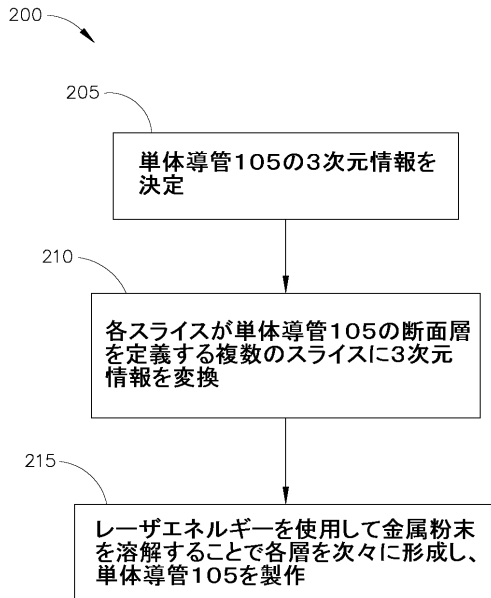 200
205
単体導管105の3次元情報を
決定
210
各スライスが単体導管105の断面層
を定義する複数のスライスに3次元
情報を変換
215
レーザエネルギーを使用して金属粉末
を溶解することで各層を次々に形成し、
単体導管105を製作